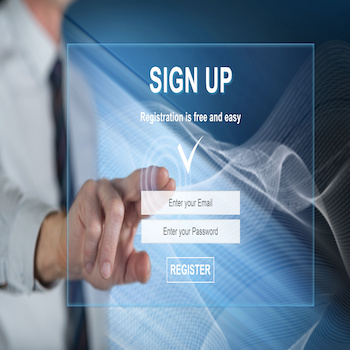 SIGN UP
Registration is free and easy
Enter your Email
Enter your Password
REGISTER